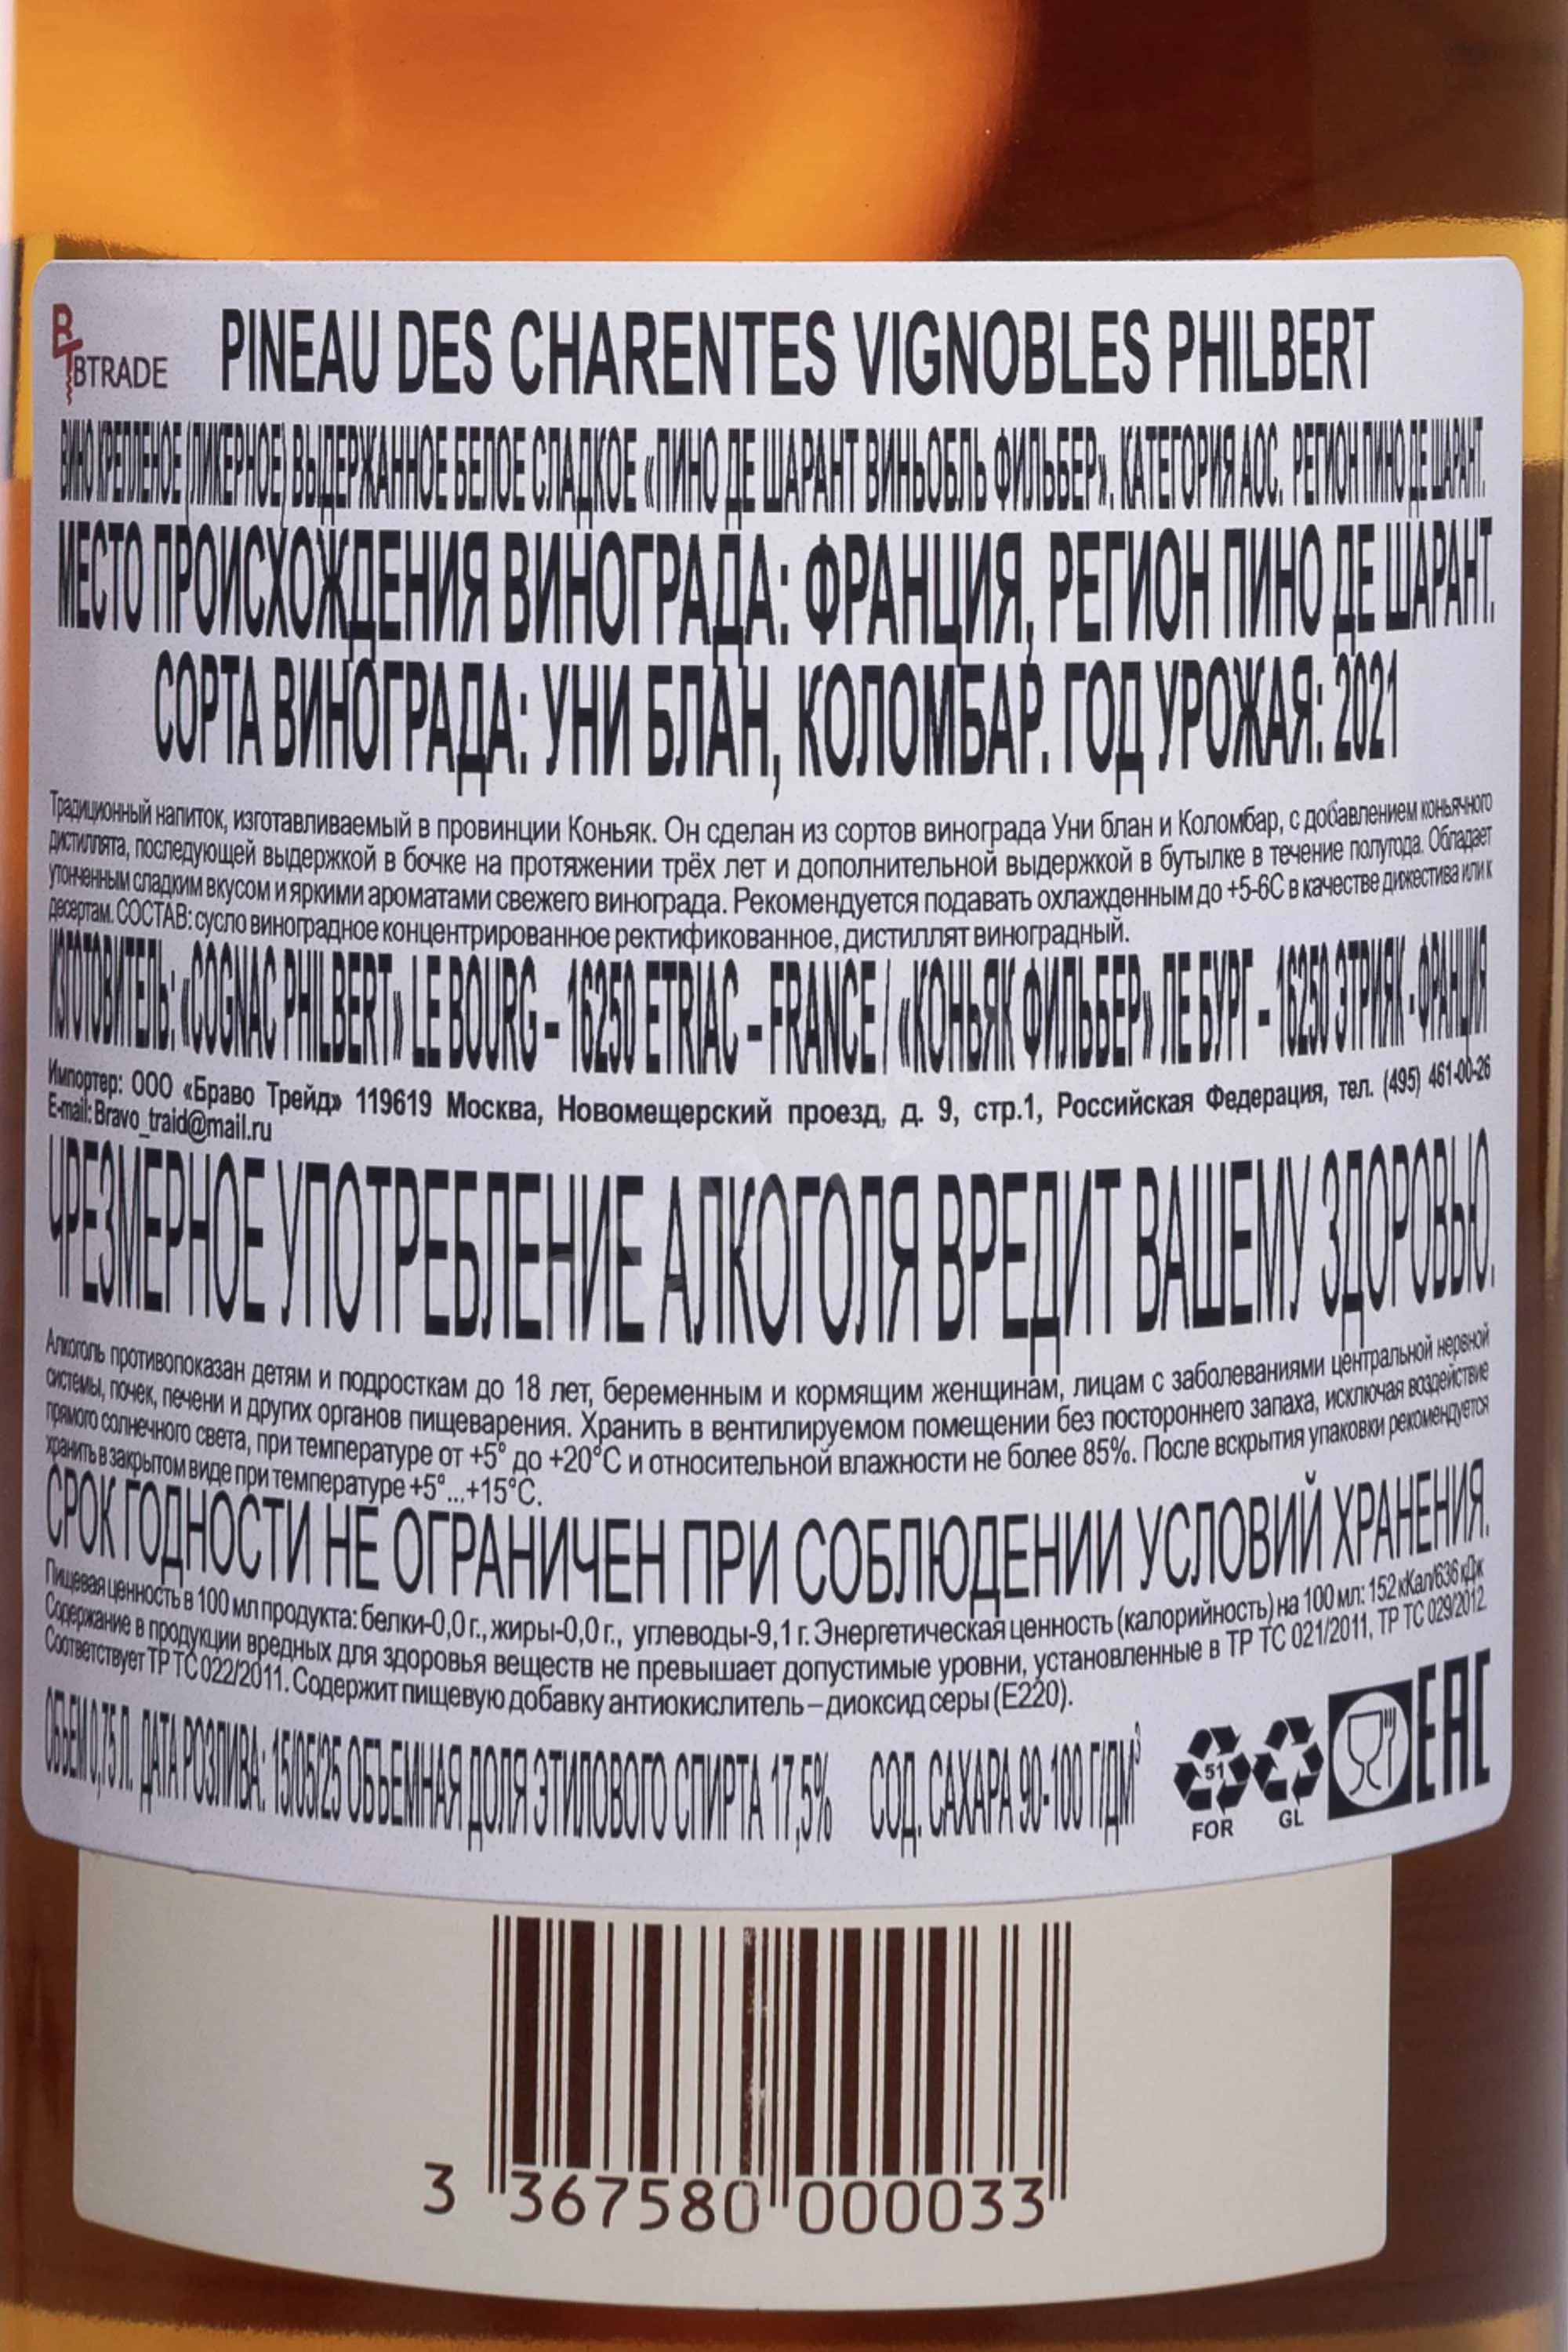 BTRADE
PINEAU DES CHARENTES VIGNOBLES PHILBERT
ВИНО КРЕПЛЕНОЕ (ЛИКЕРНОЕ) ВЫДЕРЖАННОЕ БЕЛОЕ СЛАДКОЕ «ПИНО ДЕ ШАРАНТ ВИНЬОБЛЬ ФИЛЬБЕР». КАТЕГОРИЯ АОС. РЕГИОН ПИНО ДЕ ШАРАНТ.
МЕСТО ПРОИСХОЖДЕНИЯ ВИНОГРАДА: ФРАНЦИЯ, РЕГИОН ПИНО ДЕ ШАРАНТ.
СОРТА ВИНОГРАДА: УНИ БЛАН, КОЛОМБАР. ГОД УРОЖАЯ: 2021
Традиционный напиток, изготавливаемый в провинции Коньяк. Он сделан из сортов винограда Уни блан и Коломбар, с добавлением коньячного
дистиллята, последующей выдержкой в бочке на протяжении трёх лет и дополнительной выдержкой в бутылке в течение полугода. Обладает
утонченным сладким вкусом и яркими ароматами свежего винограда. Рекомендуется подавать охлажденным до +5-6С в качестве дижестива или к
десертам. СОСТАВ: сусло виноградное концентрированное ректификованное, дистиллят виноградный.
ИЗГОТОВИТЕЛЬ: «COGNAC PHILBERT» LE BOURG – 16250 ETRIAC – FRANCE / «КОНЬЯК ФИЛЬБЕР» ЛЕ БУРГ – 16250 ЭТРИЯК - ФРАНЦИЯ
Импортер: ООО «Браво Трейд» 119619 Москва, Новомещерский проезд, д. 9, стр.1, Российская Федерация, тел. (495) 461-00-26
E-mail: Bravo_traid@mail.ru
ЧРЕЗМЕРНОЕ УПОТРЕБЛЕНИЕ АЛКОГОЛЯ ВРЕДИТ ВАШЕМУ ЗДОРОВЬЮ.
Алкоголь противопоказан детям и подросткам до 18 лет, беременным и кормящим женщинам, лицам с заболеваниями центральной нервной
системы, почек, печени и других органов пищеварения. Хранить в вентилируемом помещении без постороннего запаха, исключая воздействие
прямого солнечного света, при температуре от +5° до +20°С и относительной влажности не более 85%. После вскрытия упаковки рекомендуется
хранить в закрытом виде при температуре +5°...+15°С.
СРОК ГОДНОСТИ НЕ ОГРАНИЧЕН ПРИ СОБЛЮДЕНИИ УСЛОВИЙ ХРАНЕНИЯ.
Пищевая ценность в 100 мл продукта: белки-0,0 г., жиры-0,0 г., углеводы-9,1 г. Энергетическая ценность (калорийность) на 100 мл: 152 кКал/636 кДж
Содержание в продукции вредных для здоровья веществ не превышает допустимые уровни, установленные в ТР ТС 021/2011, ТР ТС 029/2012.
Соответствует ТР ТС 022/2011. Содержит пищевую добавку антиокислитель – диоксид серы (Е220).
ОБЪЕМ 0,75 Л. ДАТА РОЗЛИВА: 15/05/25 ОБЪЕМНАЯ ДОЛЯ ЭТИЛОВОГО СПИРТА 17,5% СОД. САХАРА 90-100 Г/ДМ³
51
FOR
GL
EAC
3 367580 000033